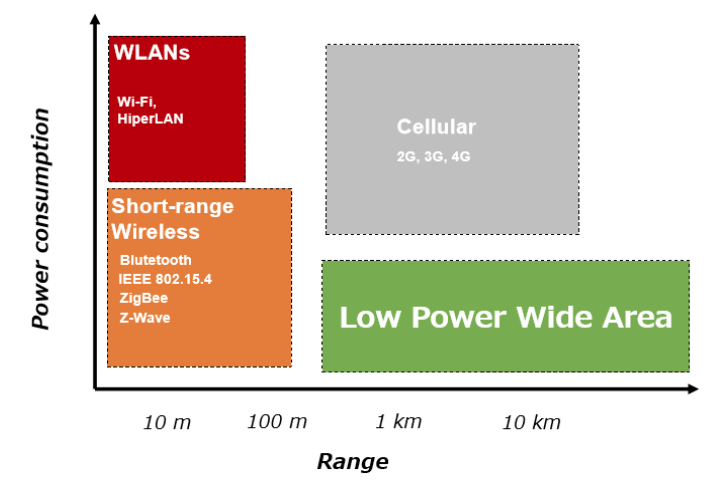 WLANs
Wi-Fi,
HiperLAN
Cellular
2G, 3G, 4G
Short-range
Wireless
Blutetooth
IEEE 802.15.4
ZigBee
Z-Wave
Low Power Wide Area
Power consumption
10 m
100 m
1 km
10 km
Range